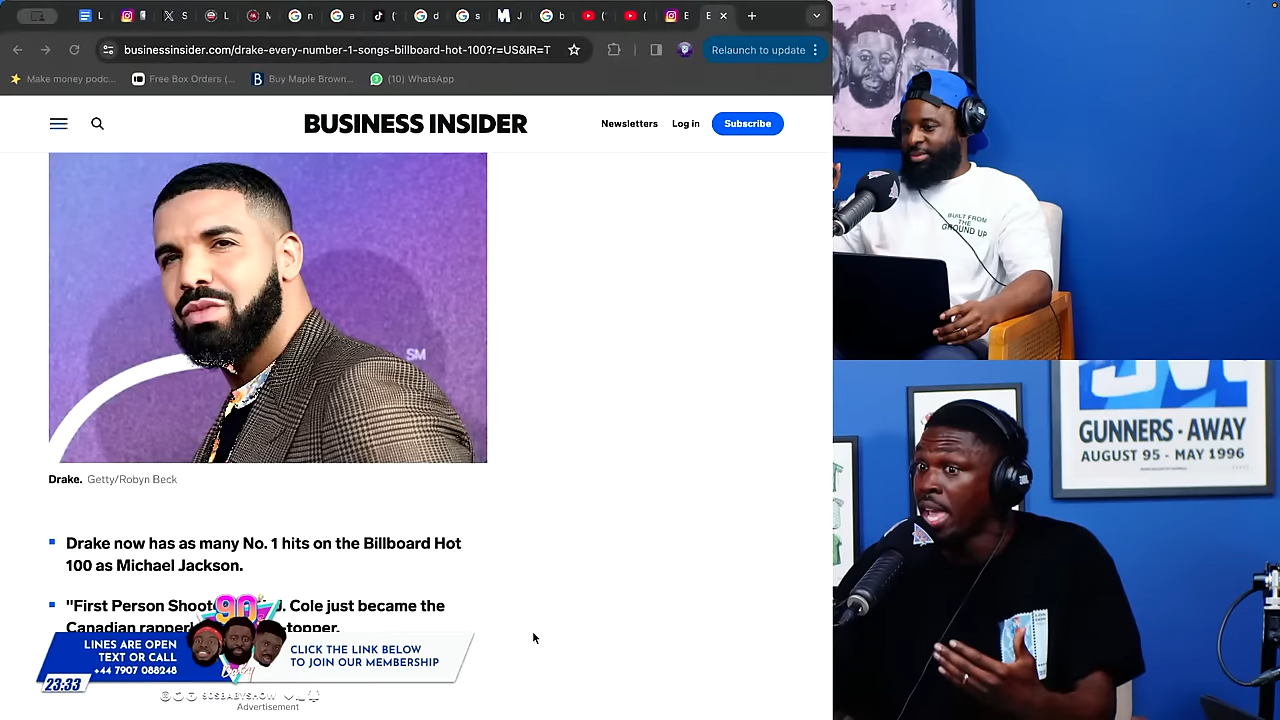 L
(
S
L
M
n
a
(
d
s
J
b
(
(
E
E
businessinsider.com/drake-every-number-1-songs-billboard-hot-100?r=US&IR=T
Relaunch to update
Make money podc...
Free Box Orders (...
Buy Maple Brown...
(10) WhatsApp
BUSINESS INSIDER
Newsletters
Log in
Subscribe
SM
Drake. Getty/Robyn Beck
Drake now has as many No. 1 hits on the Billboard Hot
100 as Michael Jackson.
"First Person Shoot J. Cole just became the
Canadian rapper -topper.
90s
Baby
LINES ARE OPEN
TEXT OR CALL
+44 7907 088248
23:33
CLICK THE LINK BELOW
TO JOIN OUR MEMBERSHIP
90SBABYSHOW
Advertisement
BUILT FROM
THE
GROUND UP
GUNNERS · AWAY
AUGUST 95 - MAY 1996